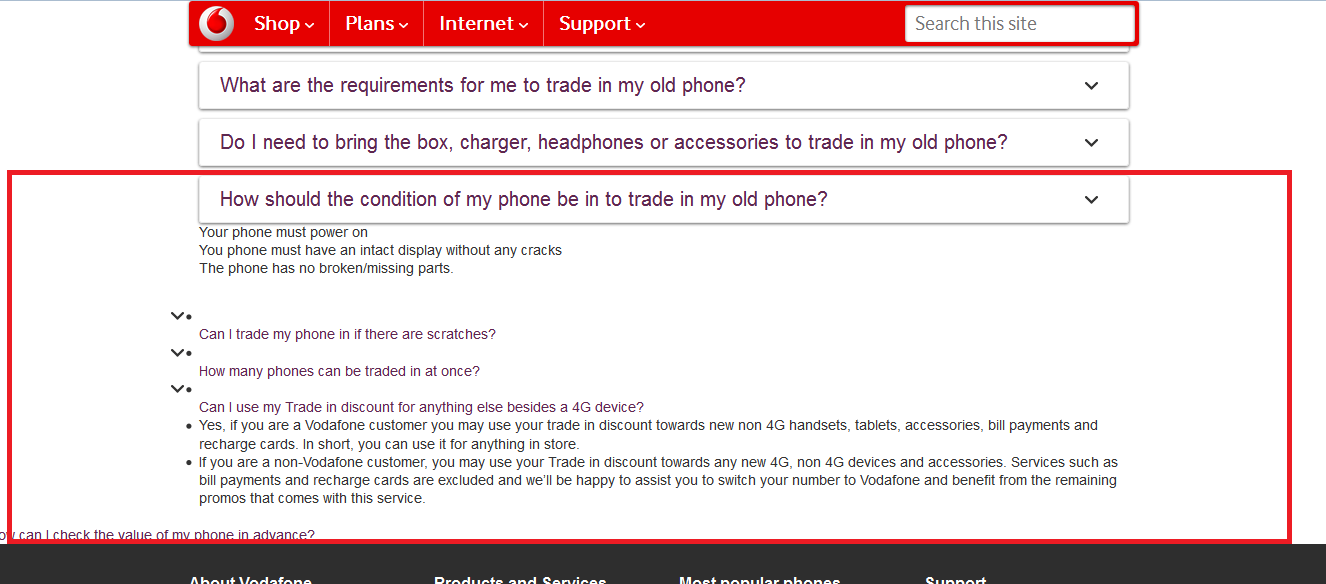 Shop Plans Internet Support Search this site
What are the requirements for me to trade in my old phone?
Do I need to bring the box, charger, headphones or accessories to trade in my old phone?
How should the condition of my phone be in to trade in my old phone?
Your phone must power on
You phone must have an intact display without any cracks
The phone has no broken/missing parts.
Can I trade my phone in if there are scratches?
How many phones can be traded in at once?
Can I use my Trade in discount for anything else besides a 4G device?
• Yes, if you are a Vodafone customer you may use your trade in discount towards new non 4G handsets, tablets, accessories, bill payments and
recharge cards. In short, you can use it for anything in store.
• If you are a non-Vodafone customer, you may use your Trade in discount towards any new 4G, non 4G devices and accessories. Services such as
bill payments and recharge cards are excluded and we'll be happy to assist you to switch your number to Vodafone and benefit from the remaining
promos that comes with this service.
ow can I check the value of my phone in advance?
About Vodafone Products and Services Most popular phones Support